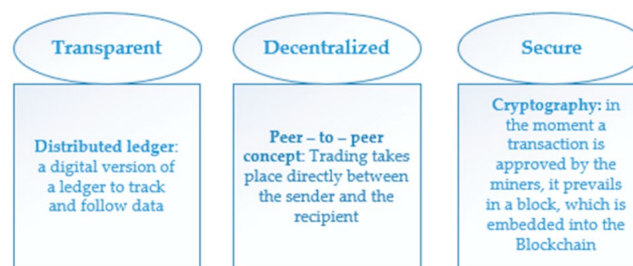 Transparent
Distributed ledger:
a digital version of
a ledger to track
and follow data
Decentralized
Peer – to – peer
concept: Trading takes
place directly between
the sender and the
recipient
Secure
Cryptography: in
the moment a
transaction is
approved by the
miners, it prevails
in a block, which is
embedded into the
Blockchain